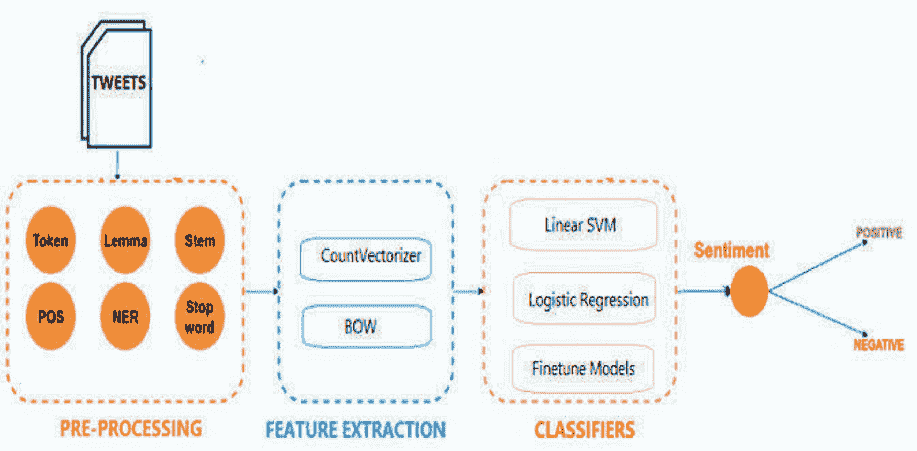 TWEETS
Token
Lemma
Stem
POS
NER
Stop
word
PRE-PROCESSING
CountVectorizer
BOW
FEATURE EXTRACTION
Linear SVM
Logistic Regression
Finetune Models
CLASSIFIERS
Sentiment
POSITIVE
NEGATIVE